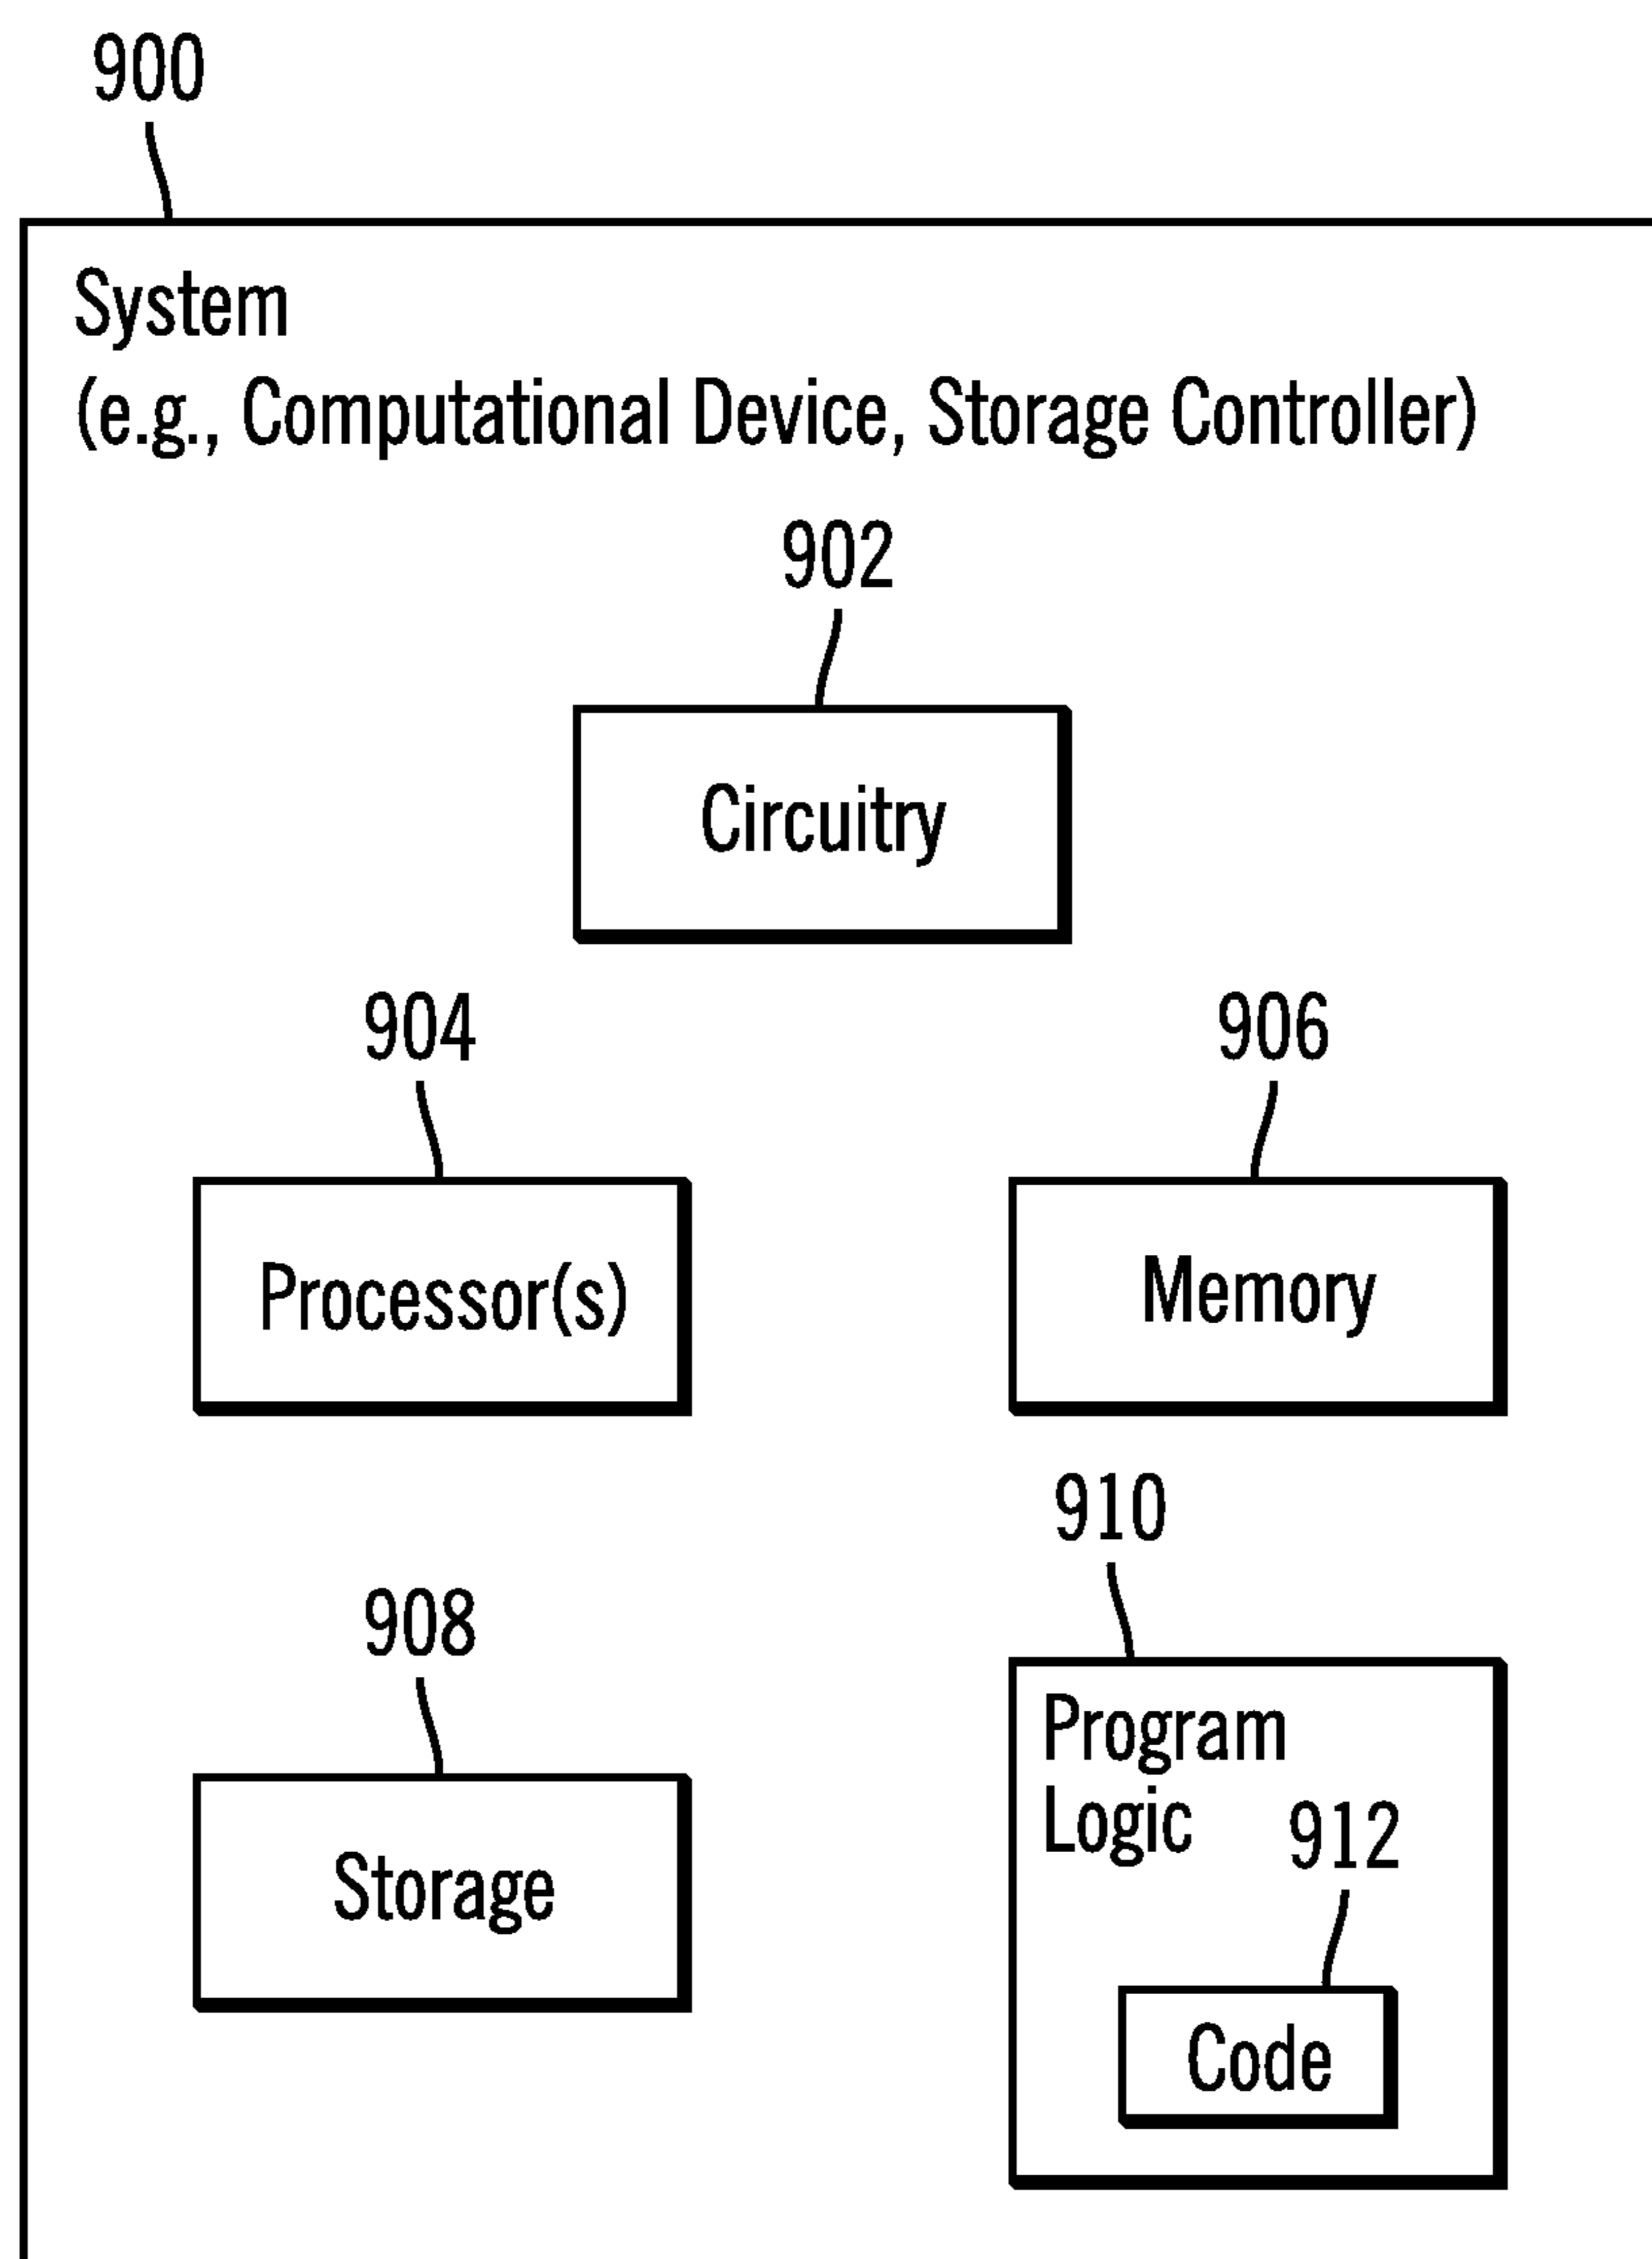 900
System
(e.g., Computational Device, Storage Controller)
902
Circuitry
904
906
Processor(s)
Memory
910
908
Program
Logic
912
Storage
Code